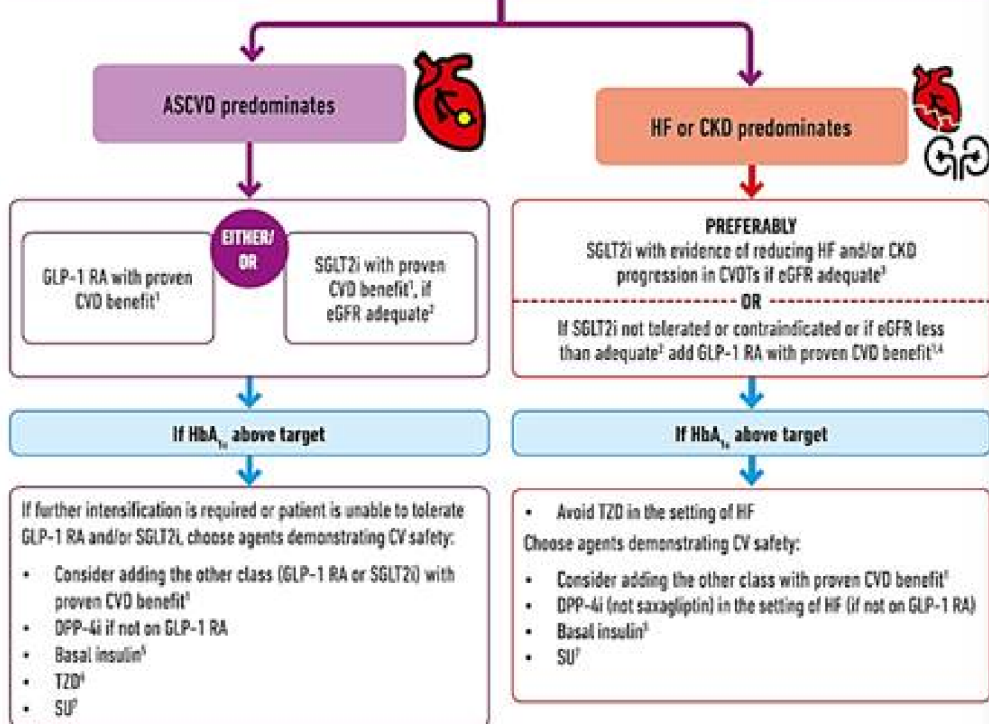 ASCVD predominates
HF or CKD predominates
EITHER/
OR
GLP-1 RA with proven
CVD benefit¹
SGLT2i with proven
CVD benefit¹, if
eGFR adequate²
PREFERABLY
SGLT2i with evidence of reducing HF and/or CKD
progression in CVOTs if eGFR adequate³
OR
If SGLT2i not tolerated or contraindicated or if eGFR less
than adequate² add GLP-1 RA with proven CVD benefit¹,⁴
If HbA₁c above target
If HbA₁c above target
If further intensification is required or patient is unable to tolerate
GLP-1 RA and/or SGLT2i, choose agents demonstrating CV safety:
• Consider adding the other class (GLP-1 RA or SGLT2i) with
proven CVD benefit¹
• DPP-4i if not on GLP-1 RA
• Basal insulin⁵
• TZD⁶
• SU⁷
• Avoid TZD in the setting of HF
Choose agents demonstrating CV safety:
• Consider adding the other class with proven CVD benefit¹
• DPP-4i (not saxagliptin) in the setting of HF (if not on GLP-1 RA)
• Basal insulin⁵
• SU⁷